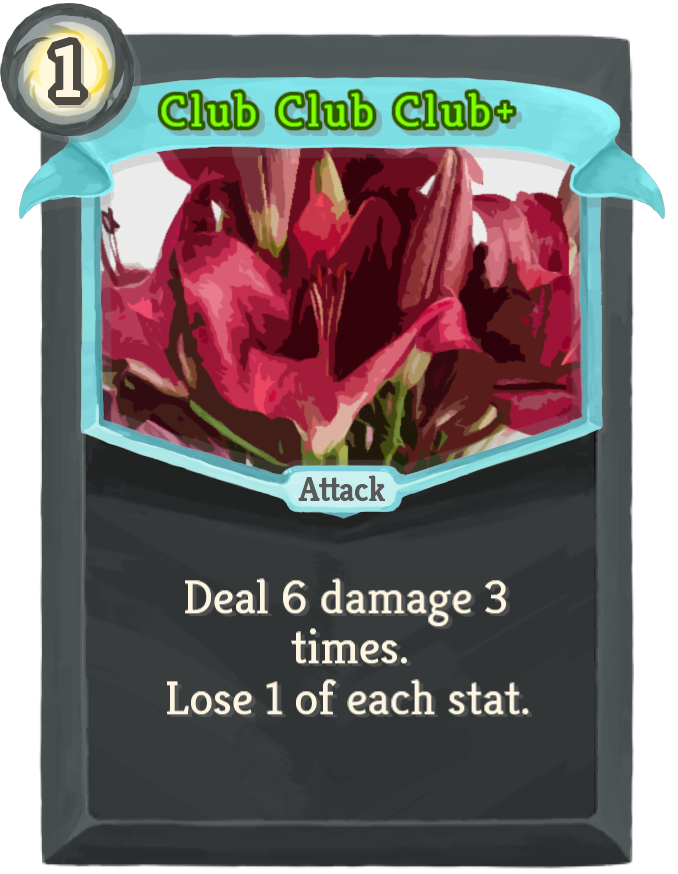 1
Club Club Club+
Attack
Deal 6 damage 3
times.
Lose 1 of each stat.